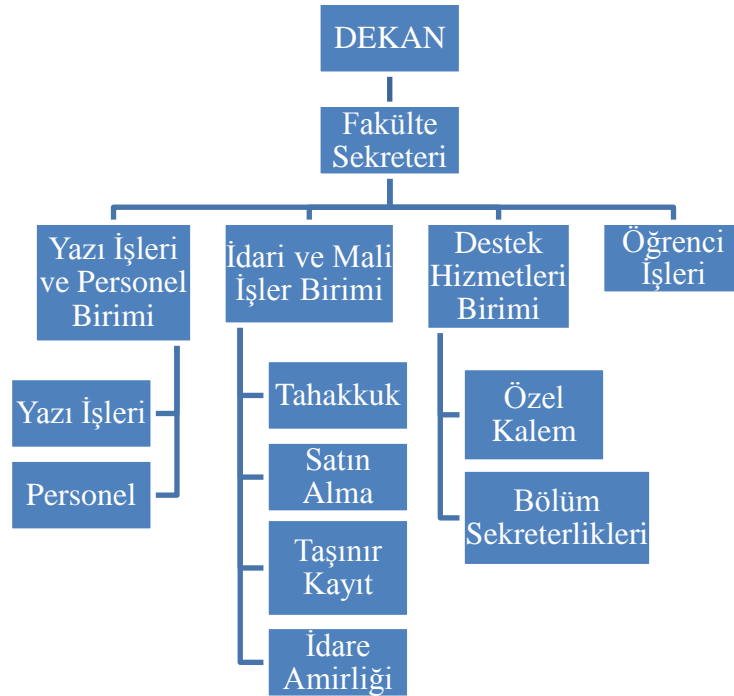 DEKAN
Fakülte
Sekreteri
Yazı İşleri
ve Personel
Birimi
İdari ve Mali
İşler Birimi
Destek
Hizmetleri
Birimi
Öğrenci
İşleri
Yazı İşleri
Personel
Tahakkuk
Satın
Alma
Taşınır
Kayıt
İdare
Amirliği
Özel
Kalem
Bölüm
Sekreterlikleri